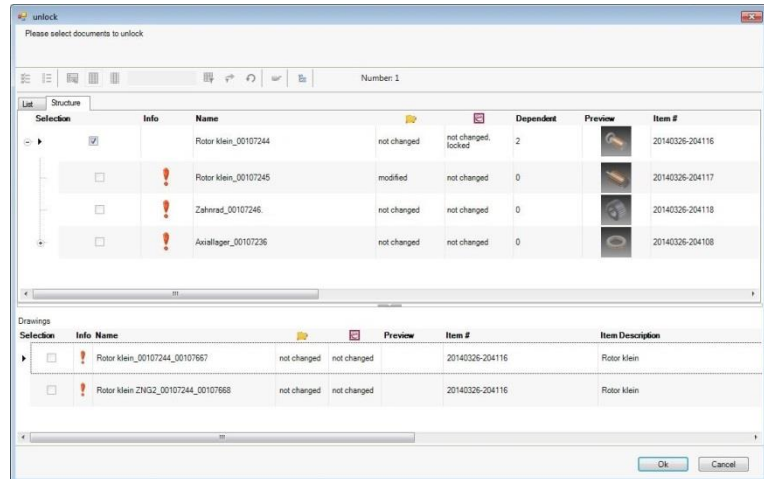 unlock
Please select documents to unlock
Number: 1
List Structure
Selection Info Name Dependent Preview Item #
Rotor klein_00107244 not changed not changed, locked 2 20140326-204116
Rotor klein_00107245 modified not changed 0 20140326-204117
Zahnrad_00107246. not changed not changed 0 20140326-204118
Axiallager_00107236 not changed not changed 0 20140326-204108
Drawings
Selection Info Name Preview Item # Item Description
Rotor klein_00107244_00107667 not changed not changed 20140326-204116 Rotor klein
Rotor klein ZNG2_00107244_00107668 not changed not changed 20140326-204116 Rotor klein
Ok Cancel